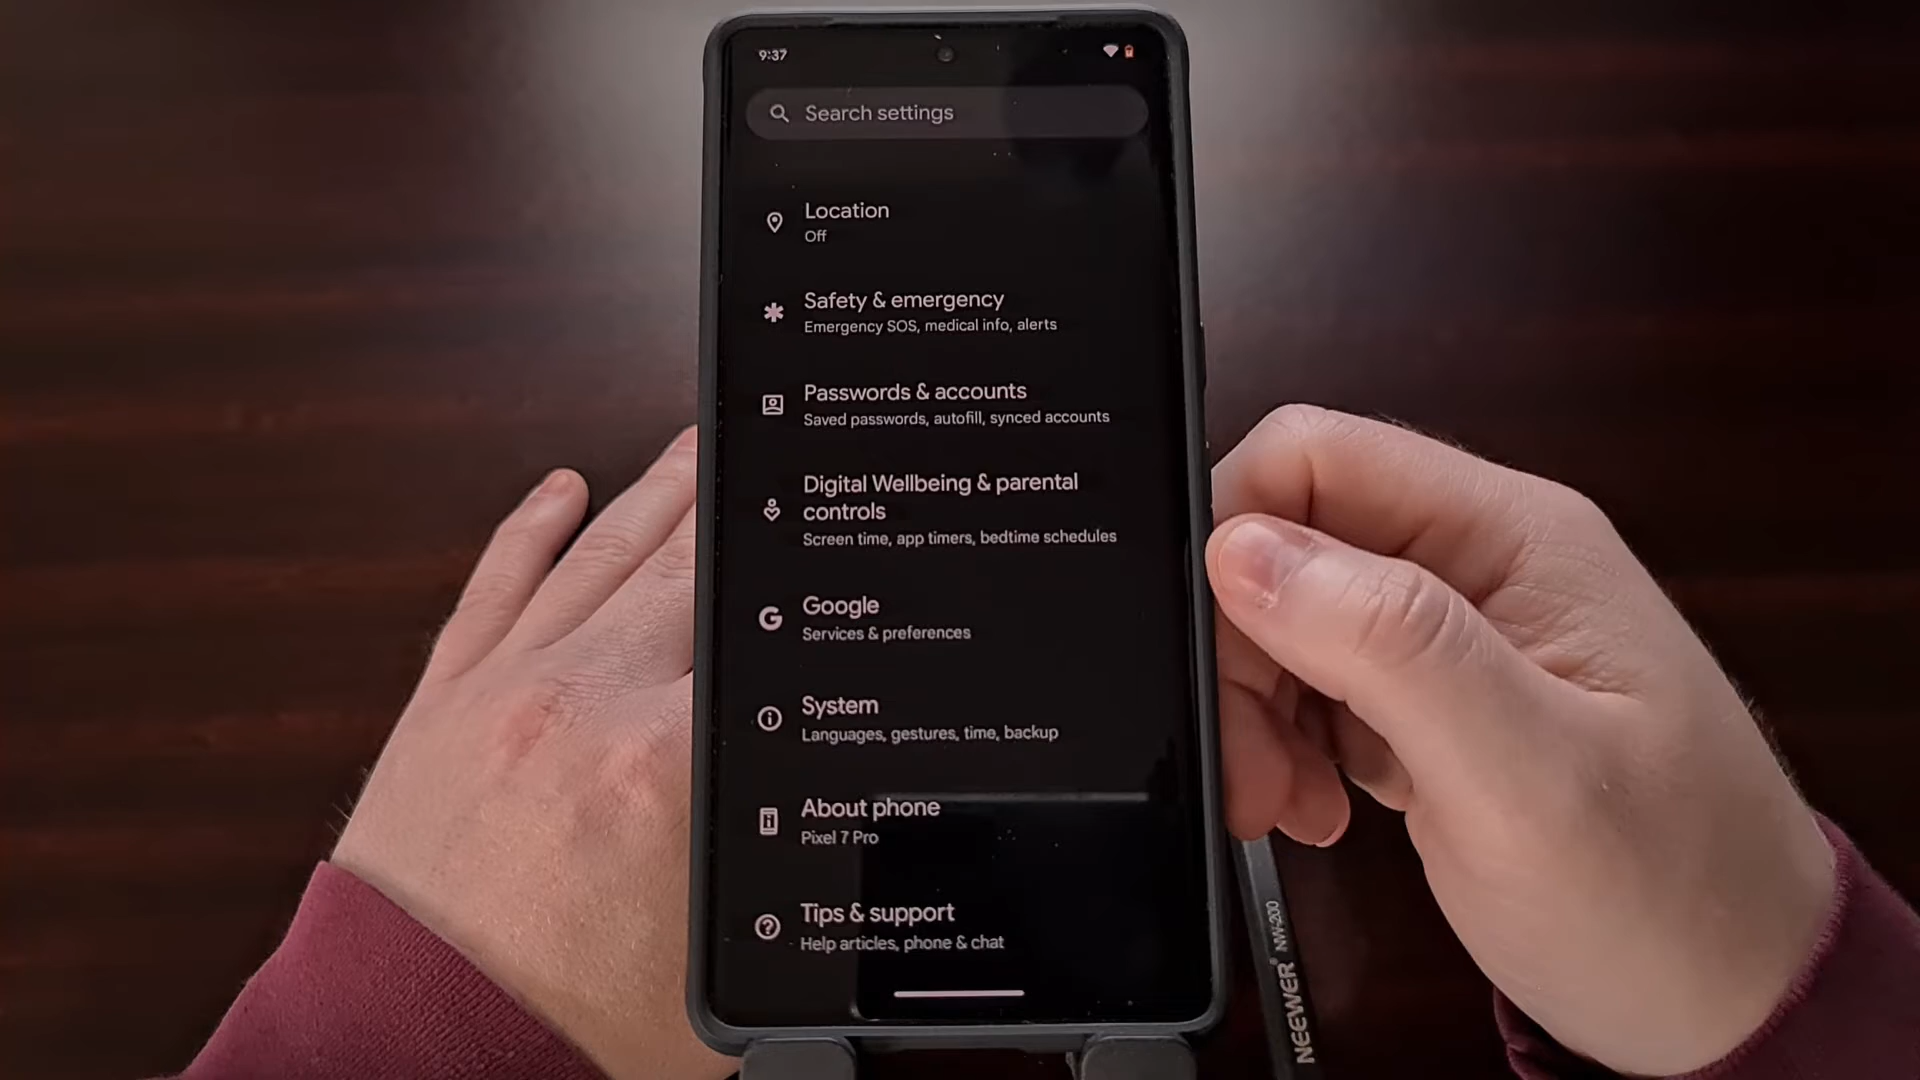 9:37
Search settings
Location
Off
Safety & emergency
Emergency SOS, medical info, alerts
Passwords & accounts
Saved passwords, autofill, synced accounts
Digital Wellbeing & parental
controls
Screen time, app timers, bedtime schedules
Google
Services & preferences
System
Languages, gestures, time, backup
About phone
Pixel 7 Pro
Tips & support
Help articles, phone & chat
NEEWER® NW-200